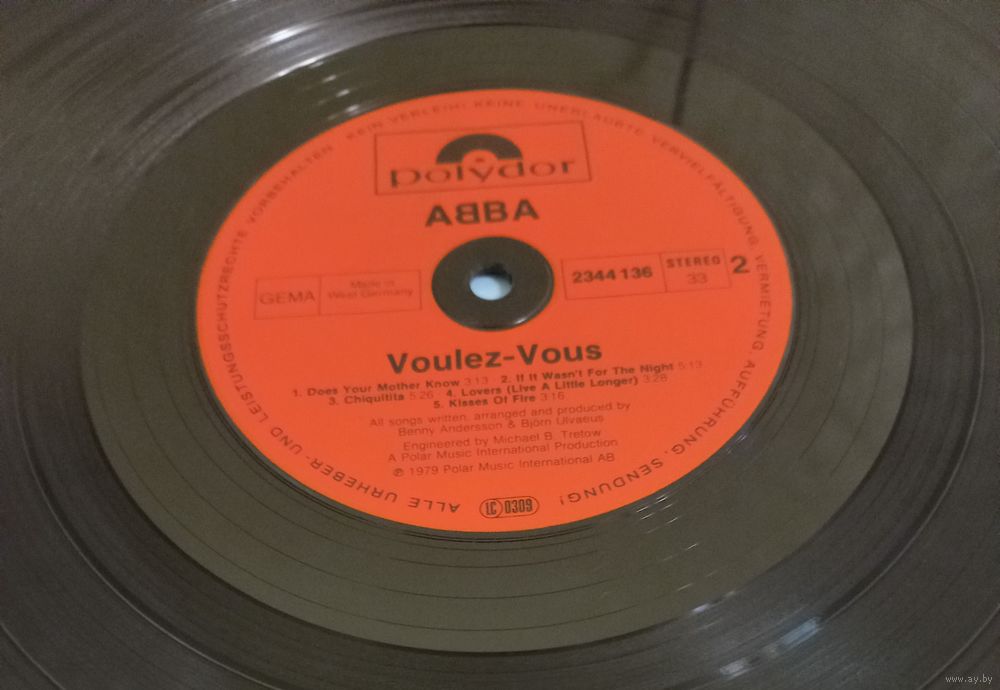 ALLE URHEBER- UND LEISTUNGSSCHUTZRECHTE VORBEHALTEN · KEIN VERLEIH! KEINE UNERLAUBTE VERVIELFÄLTIGUNG, VERMIETUNG, AUFFÜHRUNG, SENDUNG!
polydor
ABBA
GEMA
Made in
West Germany
2344 136
STEREO
33
2
Voulez-Vous
1. Does Your Mother Know 3:13 · 2. If It Wasn't For The Night 5:13
3. Chiquitita 5:26 · 4. Lovers (Live A Little Longer) 3:28
5. Kisses Of Fire 3:16
All songs written, arranged and produced by
Benny Andersson & Björn Ulvaeus
Engineered by Michael B. Tretow
A Polar Music International Production
℗ 1979 Polar Music International AB
LC 0309
www.ay.by